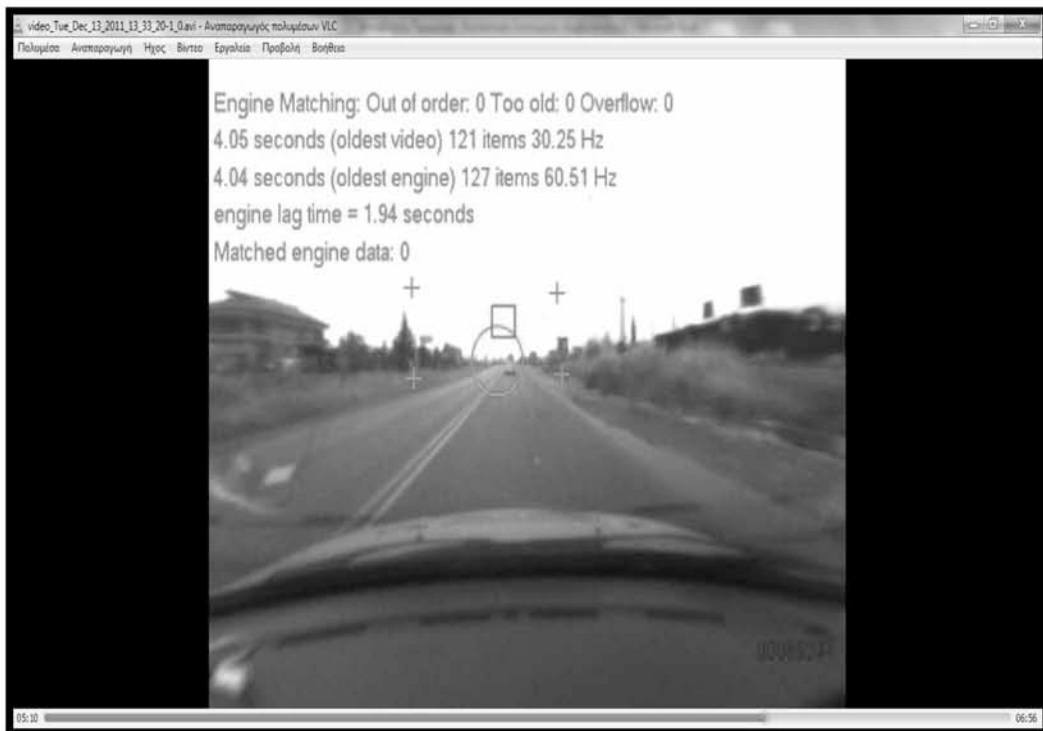 video_Tue_Dec_13_2011_13_33_20-1_0.avi - Αναπαραγωγός πολυμέσων VLC
Πολυμέσα Αναπαραγωγή Ήχος Βίντεο Εργαλεία Προβολή Βοήθεια
Engine Matching: Out of order: 0 Too old: 0 Overflow: 0
4.05 seconds (oldest video) 121 items 30.25 Hz
4.04 seconds (oldest engine) 127 items 60.51 Hz
engine lag time = 1.94 seconds
Matched engine data: 0
05:10
06:56